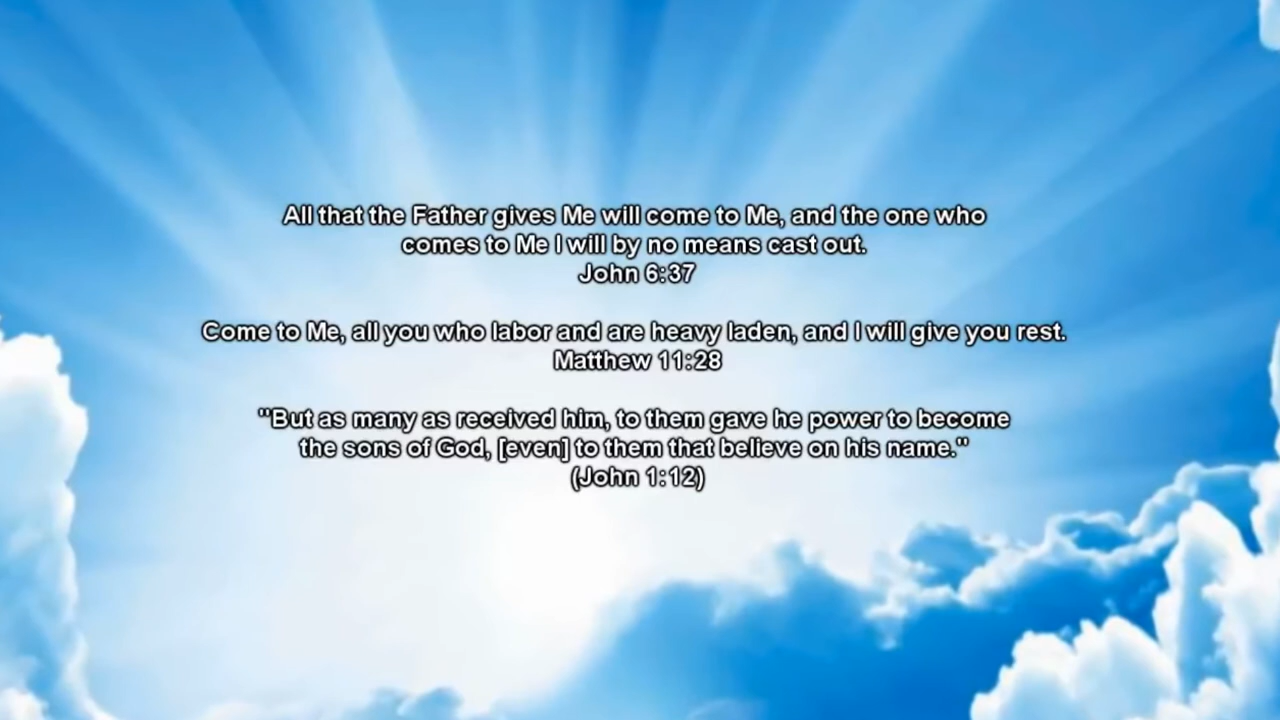 All that the Father gives Me will come to Me, and the one who
comes to Me I will by no means cast out.
John 6:37
Come to Me, all you who labor and are heavy laden, and I will give you rest.
Matthew 11:28
"But as many as received him, to them gave he power to become
the sons of God, [even] to them that believe on his name."
(John 1:12)